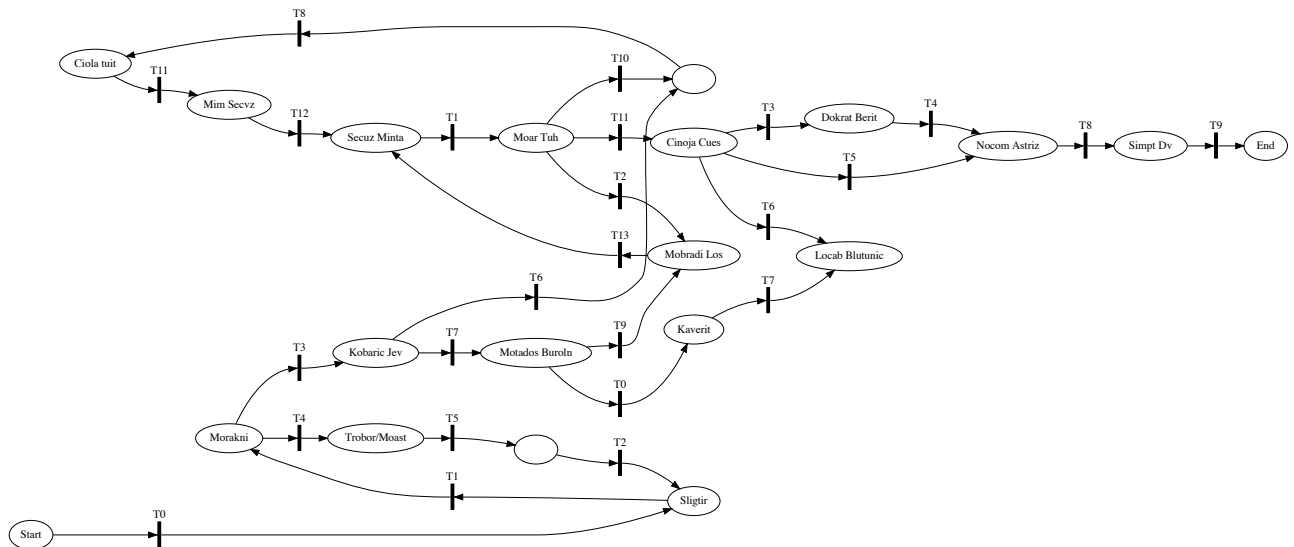 T8
Ciola tuit
T10
T11
Mim Secvz
T12
Secuz Minta
T1
Moar Tuh
T11
Cinoja Cues
T3
Dokrat Berit
T4
Nocom Astriz
T8
Simpt Dv
T9
End
T5
T2
T6
T13
Mobradi Los
Locab Blutunic
T6
T7
Kaverit
T3
Kobaric Jev
T7
Motados Buroln
T9
T0
Morakni
T4
Trobor/Moast
T5
T2
T1
Sligtir
Start
T0